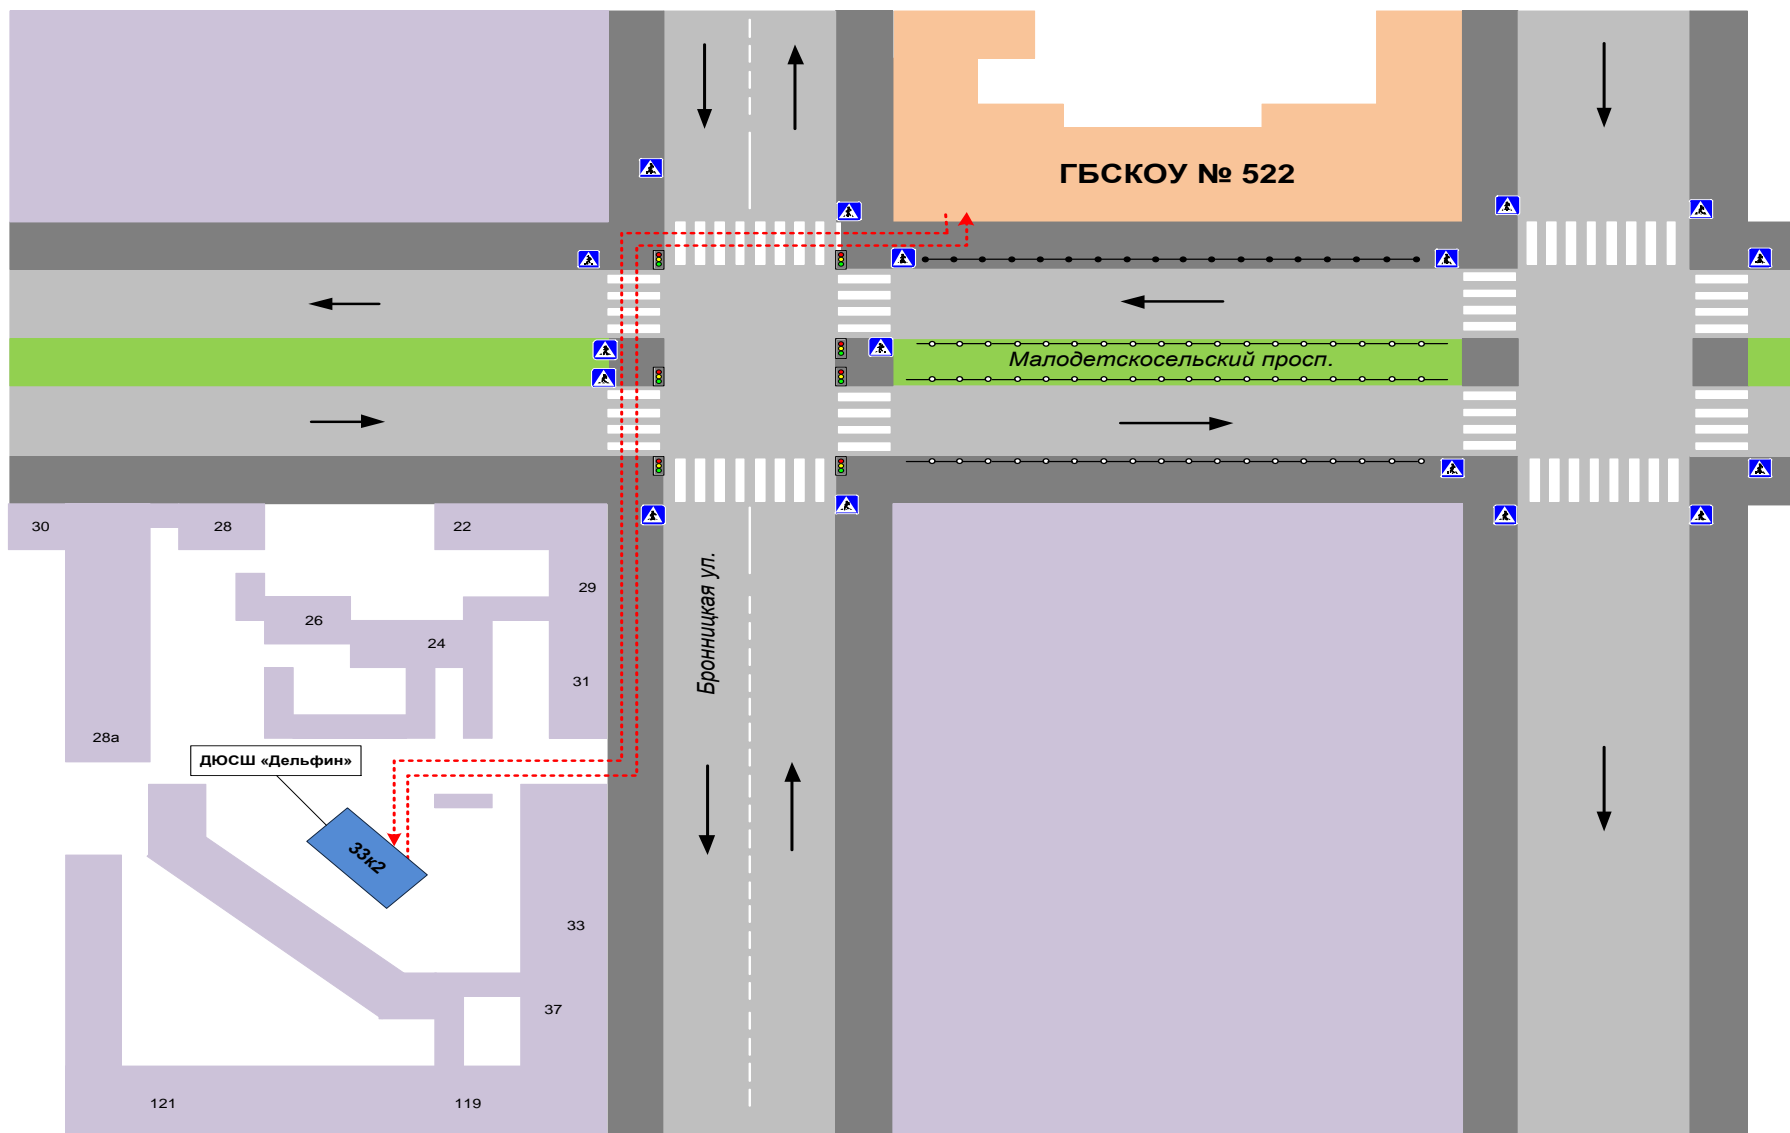 ГБСКОУ № 522
Малодетскосельский просп.
30
28
22
Бронницкая ул.
29
26
24
31
28а
ДЮСШ «Дельфин»
33к2
33
37
121
119